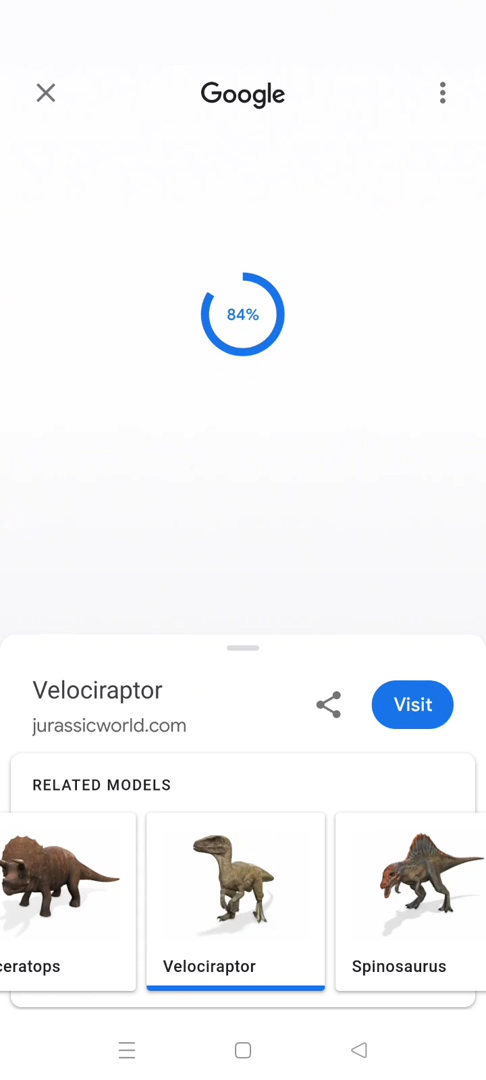 Google
84%
Velociraptor
jurassicworld.com
Visit
RELATED MODELS
ceratops
Velociraptor
Spinosaurus